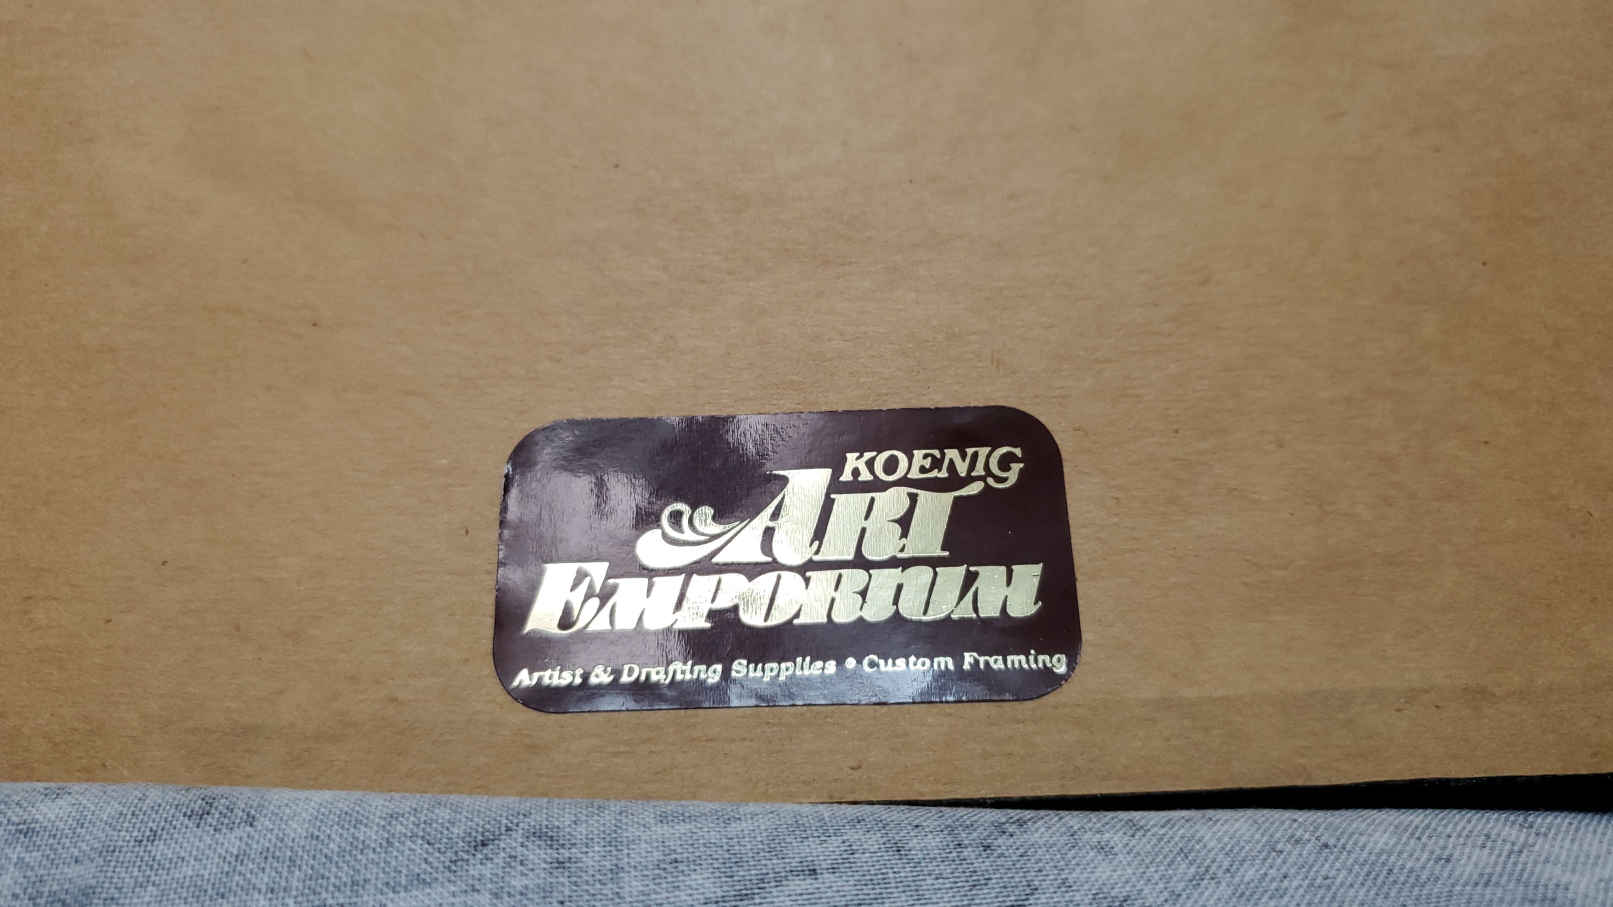 KOENIG
ART
EMPORIUM
Artist & Drafting Supplies • Custom Framing